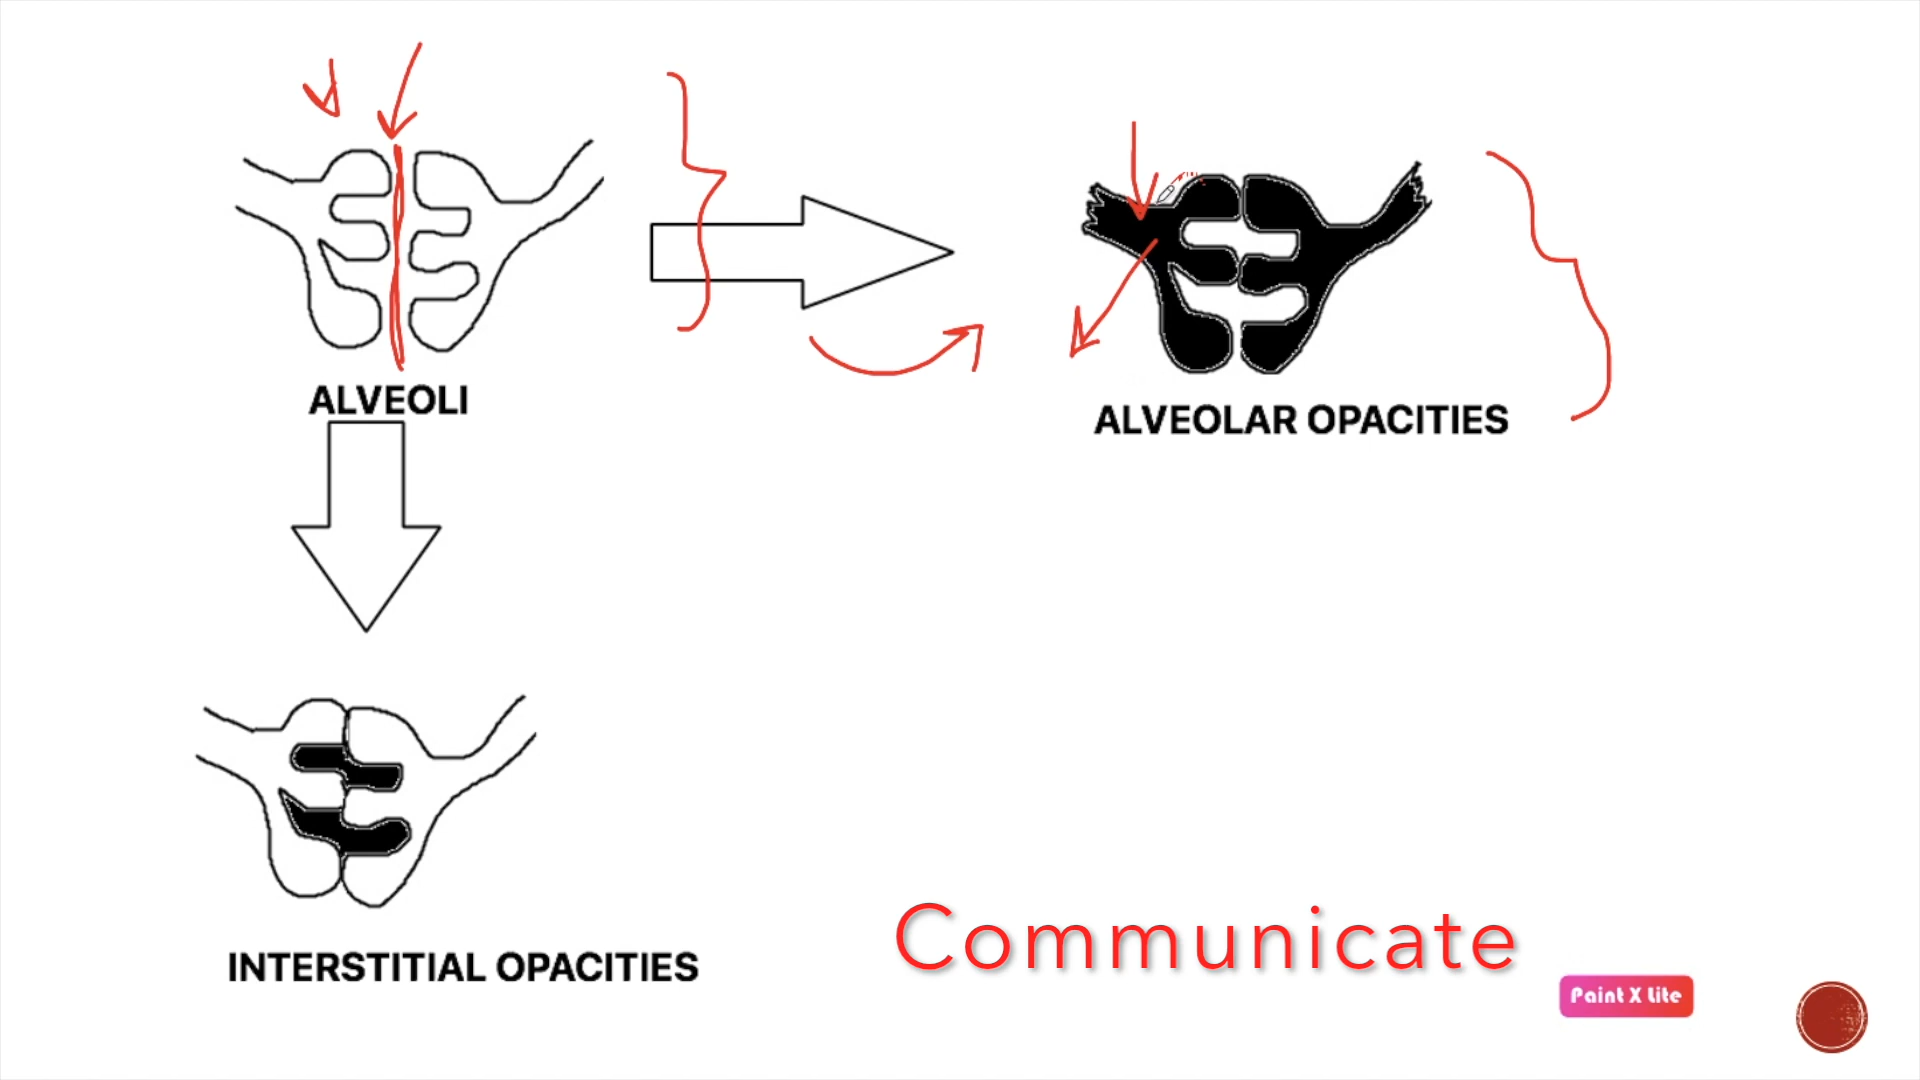 ALVEOLI
ALVEOLAR OPACITIES
INTERSTITIAL OPACITIES
Communicate
Paint X Lite